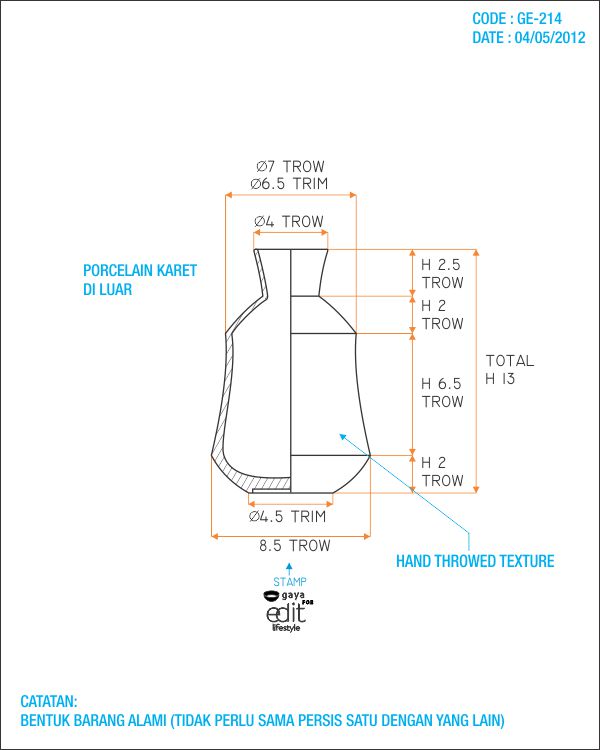 CODE : GE-214
DATE : 04/05/2012
Ø7 TROW
Ø6.5 TRIM
Ø4 TROW
PORCELAIN KARET
DI LUAR
H 2.5
TROW
H 2
TROW
TOTAL
H 13
H 6.5
TROW
H 2
TROW
Ø4.5 TRIM
8.5 TROW
HAND THROWED TEXTURE
STAMP
gaya
FOR
edit
lifestyle
CATATAN:
BENTUK BARANG ALAMI (TIDAK PERLU SAMA PERSIS SATU DENGAN YANG LAIN)